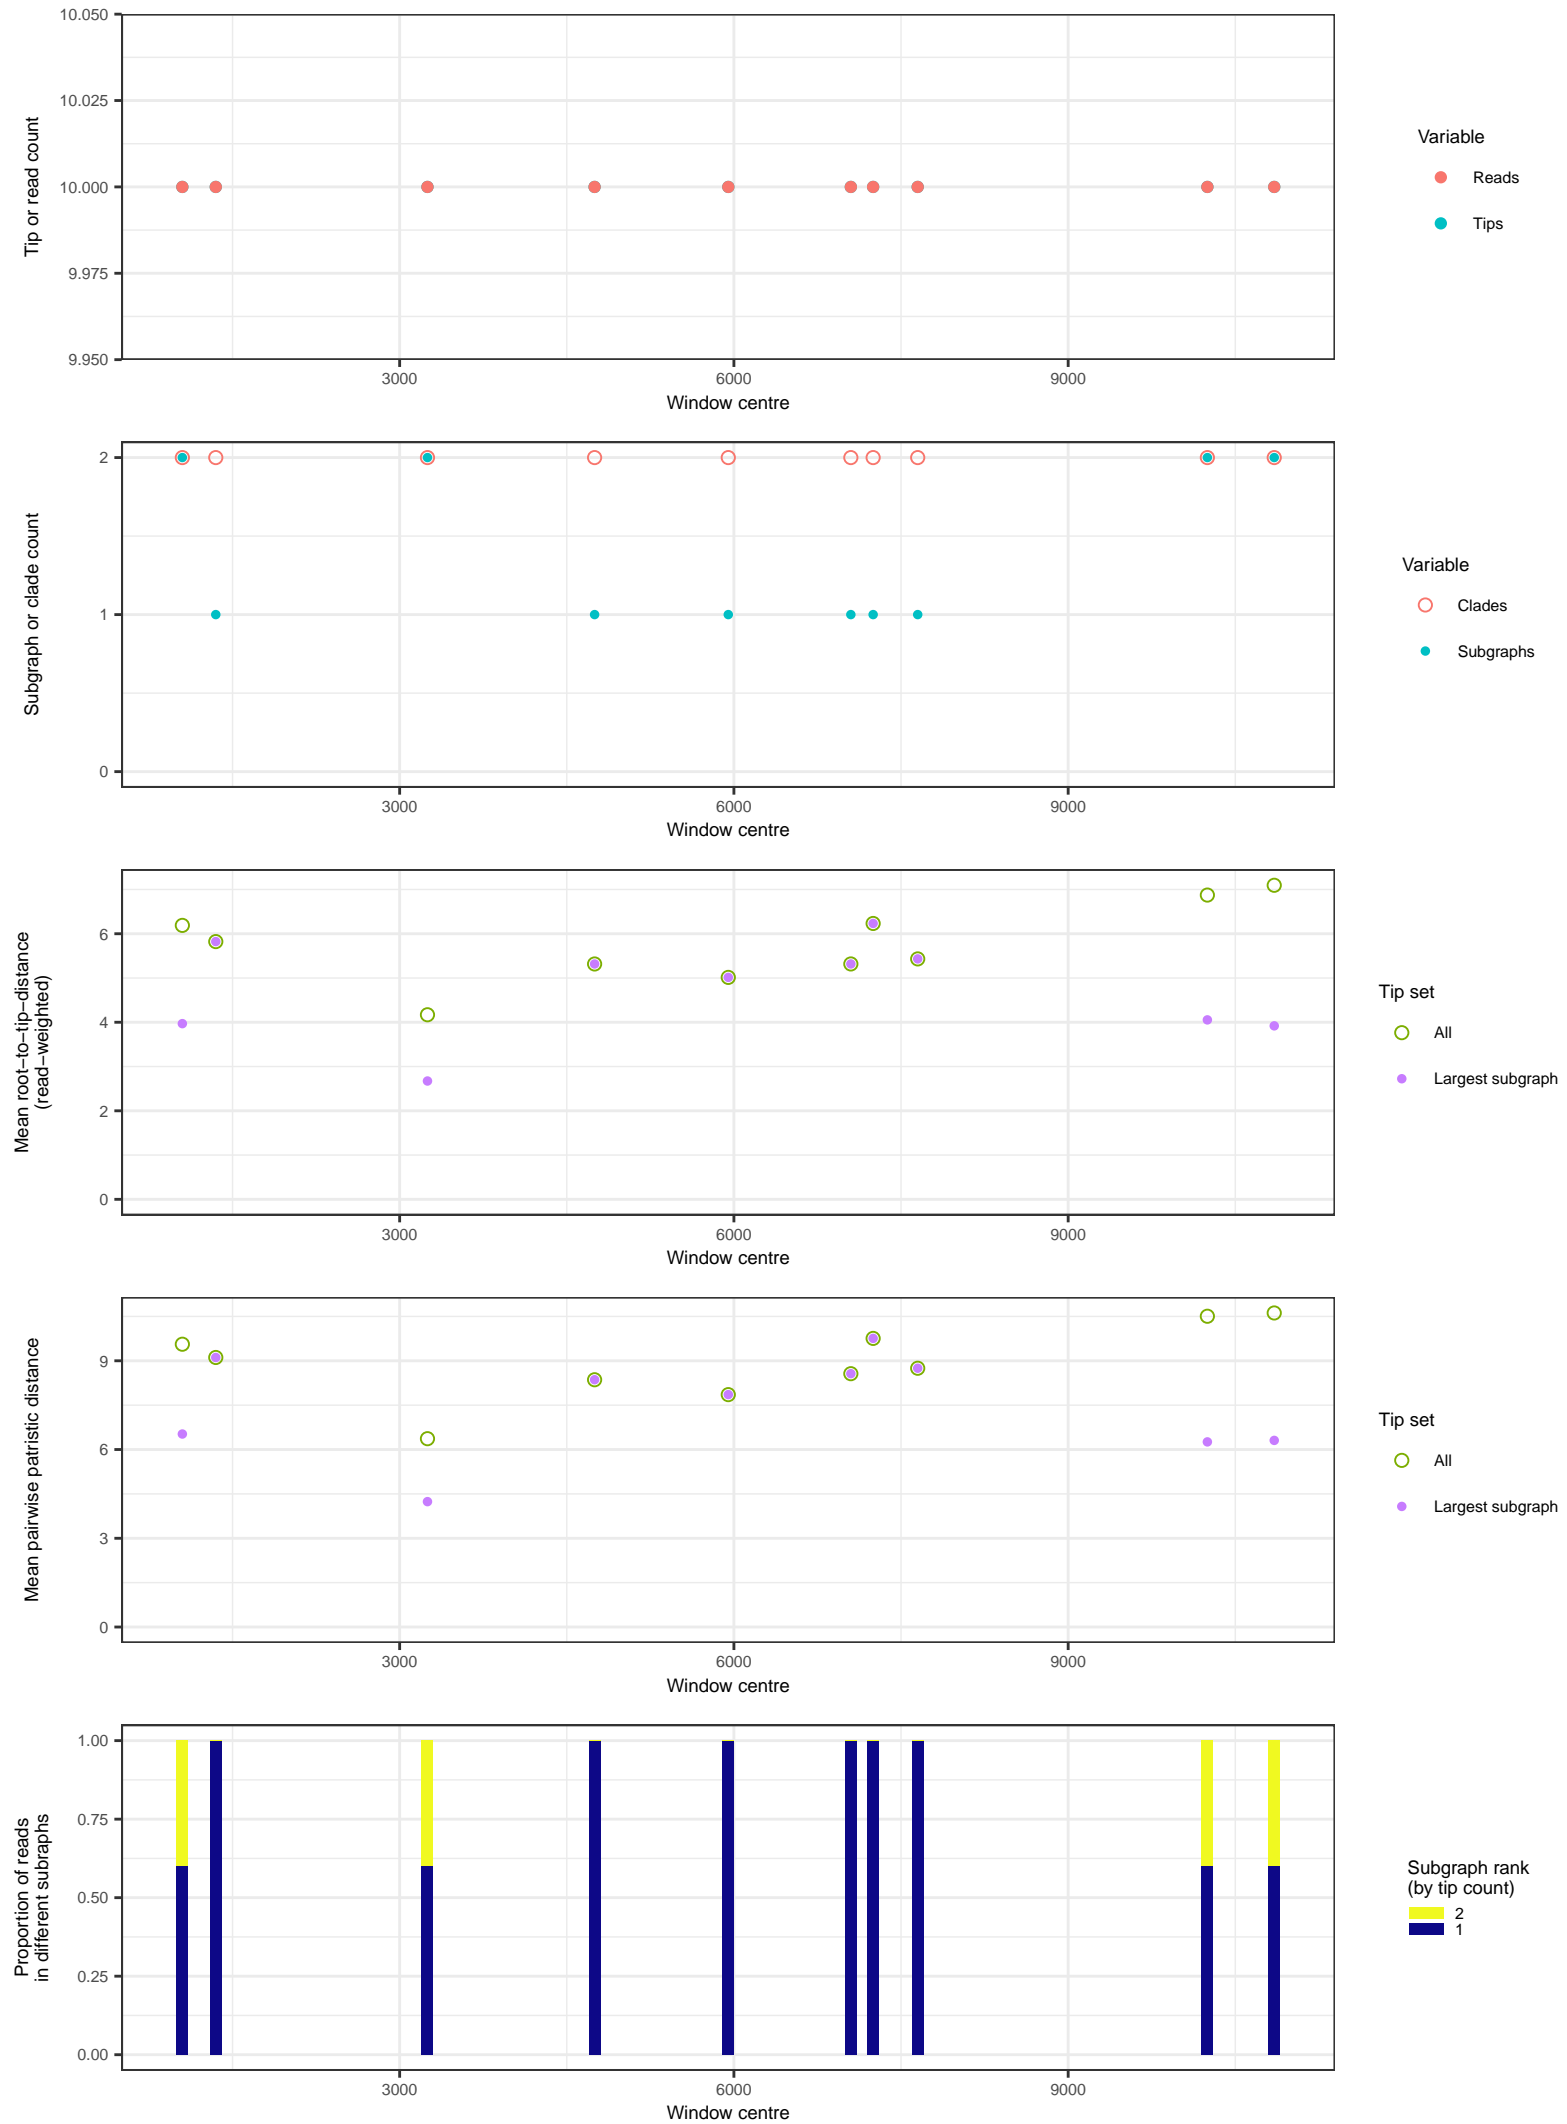 10.050
10.025
10.000
9.975
9.950
Tip or read count
3000
6000
9000
Window centre
Variable
Reads
Tips
2
1
0
Subgraph or clade count
3000
6000
9000
Window centre
Variable
Clades
Subgraphs
6
4
2
0
Mean root−to−tip−distance
(read−weighted)
3000
6000
9000
Window centre
Tip set
All
Largest subgraph
9
6
3
0
Mean pairwise patristic distance
3000
6000
9000
Window centre
Tip set
All
Largest subgraph
1.00
0.75
0.50
0.25
0.00
Proportion of reads
in different subraphs
3000
6000
9000
Window centre
Subgraph rank
(by tip count)
2
1